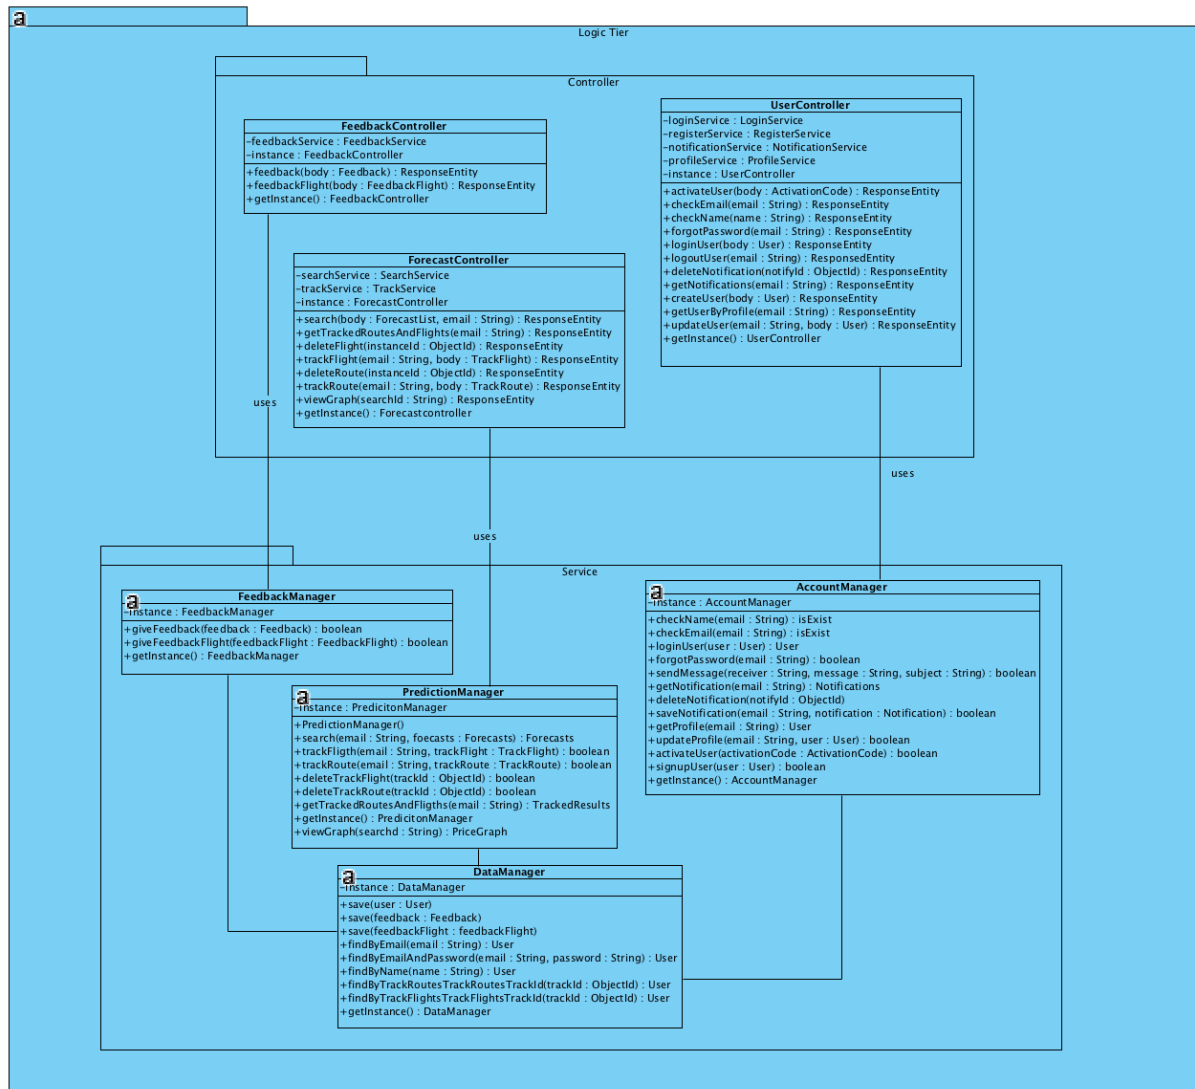 a
Logic Tier
Controller
FeedbackController
-feedbackService : FeedbackService
-instance : FeedbackController
+feedback(body : Feedback) : ResponseEntity
+feedbackFlight(body : FeedbackFlight) : ResponseEntity
+getInstance() : FeedbackController
UserController
-loginService : LoginService
-registerService : RegisterService
-notificationService : NotificationService
-profileService : ProfileService
-instance : UserController
+activateUser(body : ActivationCode) : ResponseEntity
+checkEmail(email : String) : ResponseEntity
+checkName(name : String) : ResponseEntity
+forgotPassword(email : String) : ResponseEntity
+loginUser(body : User) : ResponseEntity
+logoutUser(email : String) : ResponsedEntity
+deleteNotification(notifyId : ObjectId) : ResponseEntity
+getNotifications(email : String) : ResponseEntity
+createUser(body : User) : ResponseEntity
+getUserByProfile(email : String) : ResponseEntity
+updateUser(email : String, body : User) : ResponseEntity
+getInstance() : UserController
ForecastController
-searchService : SearchService
-trackService : TrackService
-instance : ForecastController
+search(body : ForecastList, email : String) : ResponseEntity
+getTrackedRoutesAndFlights(email : String) : ResponseEntity
+deleteFlight(instanceId : ObjectId) : ResponseEntity
+trackFlight(email : String, body : TrackFlight) : ResponseEntity
+deleteRoute(instanceId : ObjectId) : ResponseEntity
+trackRoute(email : String, body : TrackRoute) : ResponseEntity
+viewGraph(searchId : String) : ResponseEntity
+getInstance() : Forecastcontroller
uses
uses
uses
Service
a
FeedbackManager
-instance : FeedbackManager
+giveFeedback(feedback : Feedback) : boolean
+giveFeedbackFlight(feedbackFlight : FeedbackFlight) : boolean
+getInstance() : FeedbackManager
a
AccountManager
-instance : AccountManager
+checkName(email : String) : isExist
+checkEmail(email : String) : isExist
+loginUser(user : User) : User
+forgotPassword(email : String) : boolean
+sendMessage(receiver : String, message : String, subject : String) : boolean
+getNotification(email : String) : Notifications
+deleteNotification(notifyId : ObjectId)
+saveNotification(email : String, notification : Notification) : boolean
+getProfile(email : String) : User
+updateProfile(email : String, user : User) : boolean
+activateUser(activationCode : ActivationCode) : boolean
+signupUser(user : User) : boolean
+getInstance() : AccountManager
a
PredictionManager
-instance : PredicitonManager
+PredictionManager()
+search(email : String, foecasts : Forecasts) : Forecasts
+trackFligth(email : String, trackFlight : TrackFlight) : boolean
+trackRoute(email : String, trackRoute : TrackRoute) : boolean
+deleteTrackFlight(trackId : ObjectId) : boolean
+deleteTrackRoute(trackId : ObjectId) : boolean
+getTrackedRoutesAndFligths(email : String) : TrackedResults
+getInstance() : PredicitonManager
+viewGraph(searchd : String) : PriceGraph
a
DataManager
-instance : DataManager
+save(user : User)
+save(feedback : Feedback)
+save(feedbackFlight : feedbackFlight)
+findByEmail(email : String) : User
+findByEmailAndPassword(email : String, password : String) : User
+findByName(name : String) : User
+findByTrackRoutesTrackRoutesTrackId(trackId : ObjectId) : User
+findByTrackFlightsTrackFlightsTrackId(trackId : ObjectId) : User
+getInstance() : DataManager